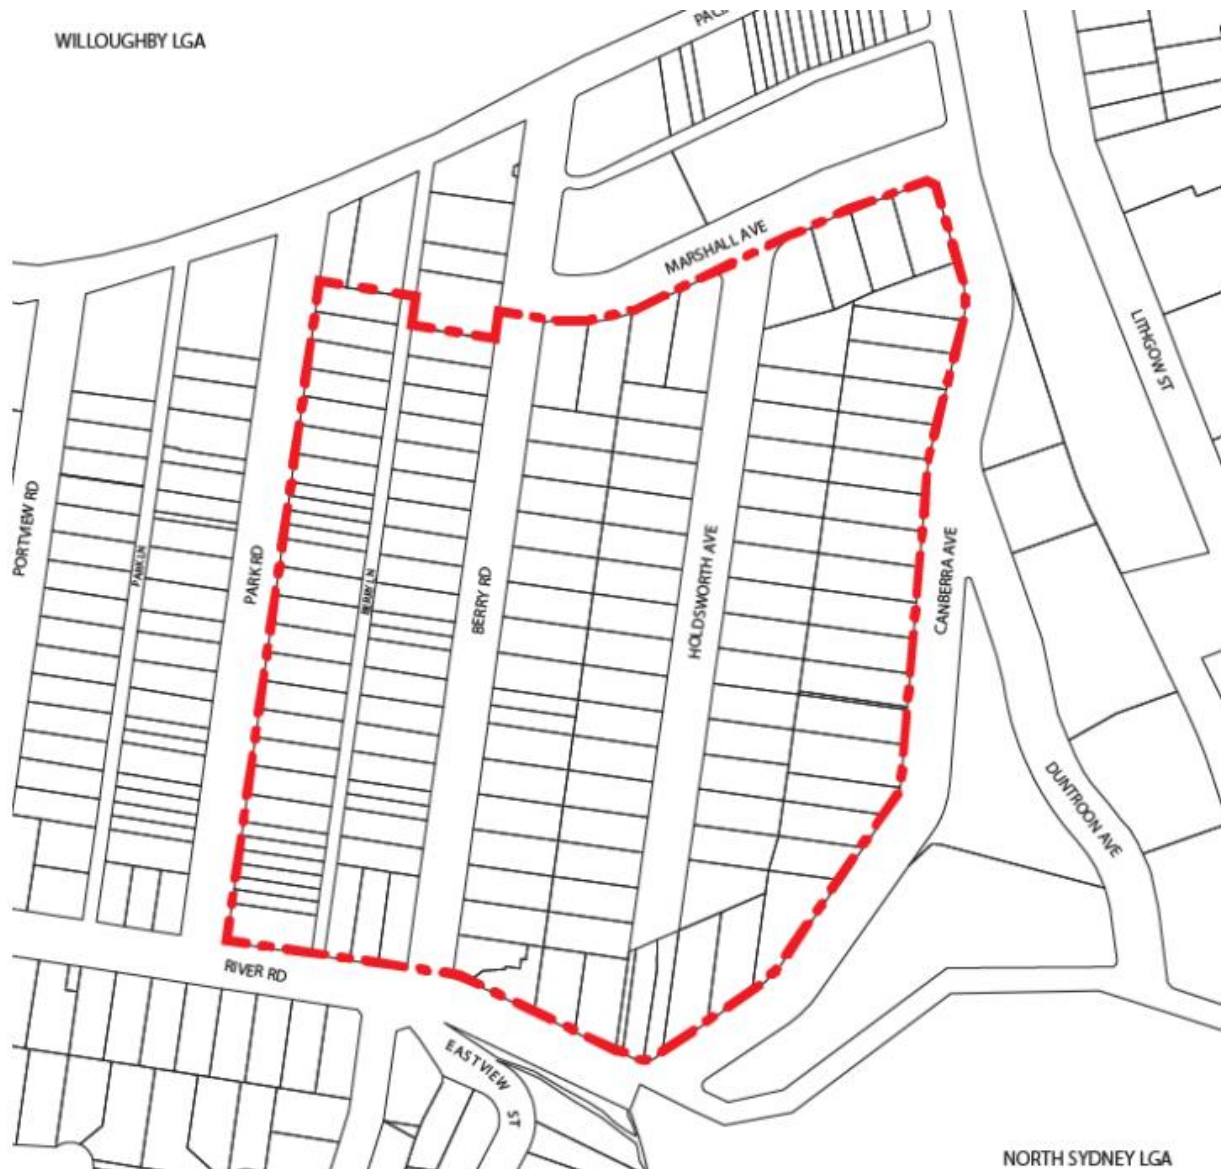 PACI
WILLOUGHBY LGA
MARSHALL AVE
LITHGOW ST
PORTVIEW RD
PARK LN
PARK RD
BERRY LN
BERRY RD
HOLDSWORTH AVE
CANBERRA AVE
DUNTROON AVE
RIVER RD
EASTVIEW ST
NORTH SYDNEY LGA